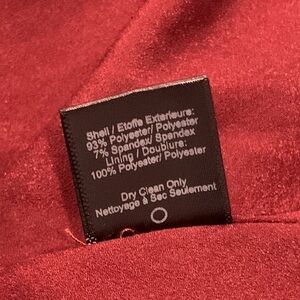 Shell / Etoffe Exterieure:
93% Polyester/ Polyester
7% Spandex/ Spandex
Lining / Doublure:
100% Polyester/ Polyester
Dry Clean Only
Nettoyage à Sec Seulement